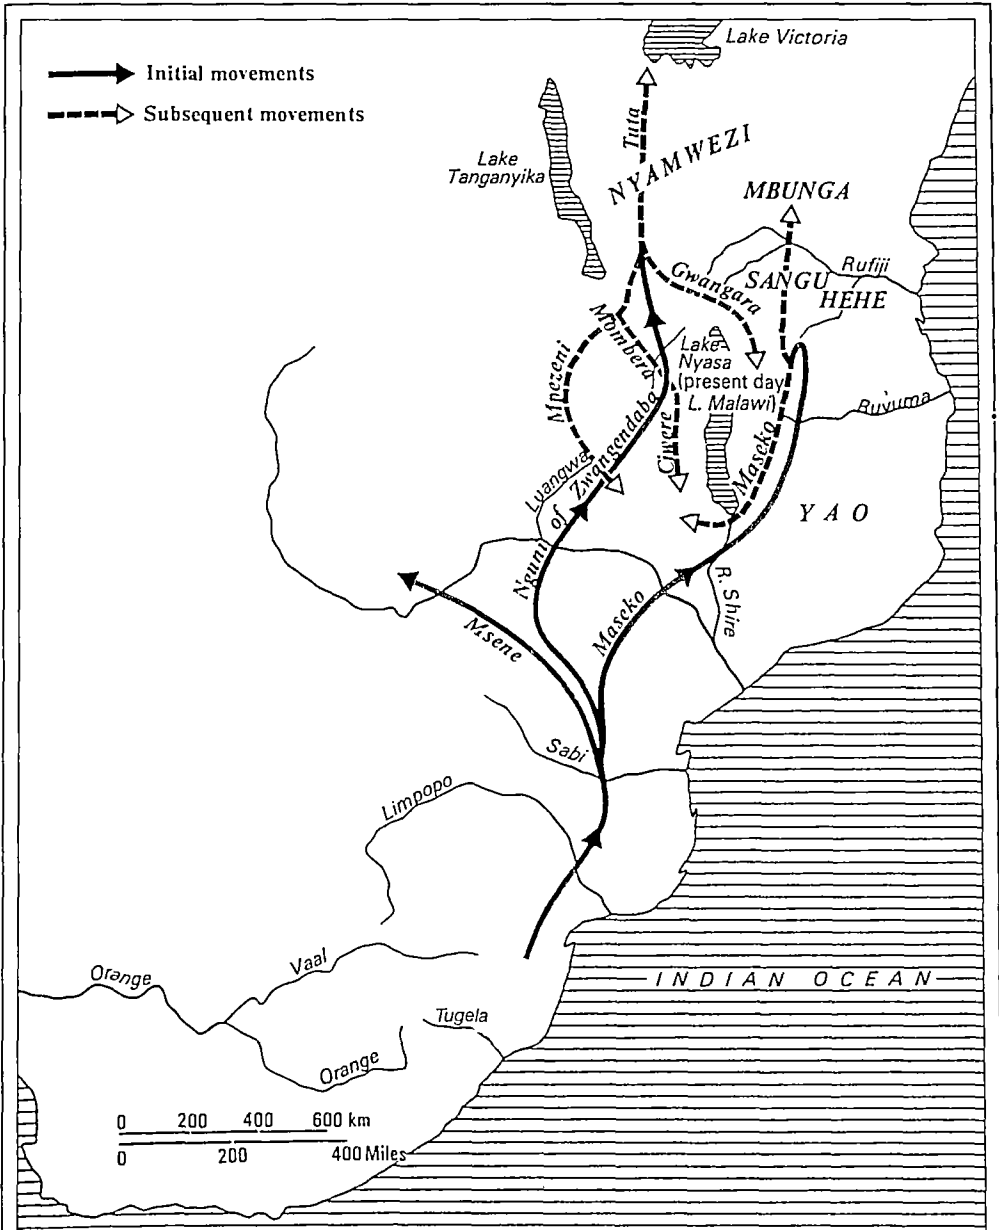 Lake Victoria
Initial movements
Subsequent movements
Tuta
Lake
Tanganyika
NYAMWEZI
MBUNGA
Gwangara
SANGU
Rufiji
HEHE
Mombera
Mpezeni
Lake
Nyasa
(present day
L. Malawi)
Ruvuma
Ciwere
Maseko
Luangwa
Nguni of Zwangendaba
YAO
R. Shire
Maseko
Msene
Sabi
Limpopo
INDIAN OCEAN
Orange
Vaal
Tugela
Orange
0 200 400 600 km
0 200 400 Miles